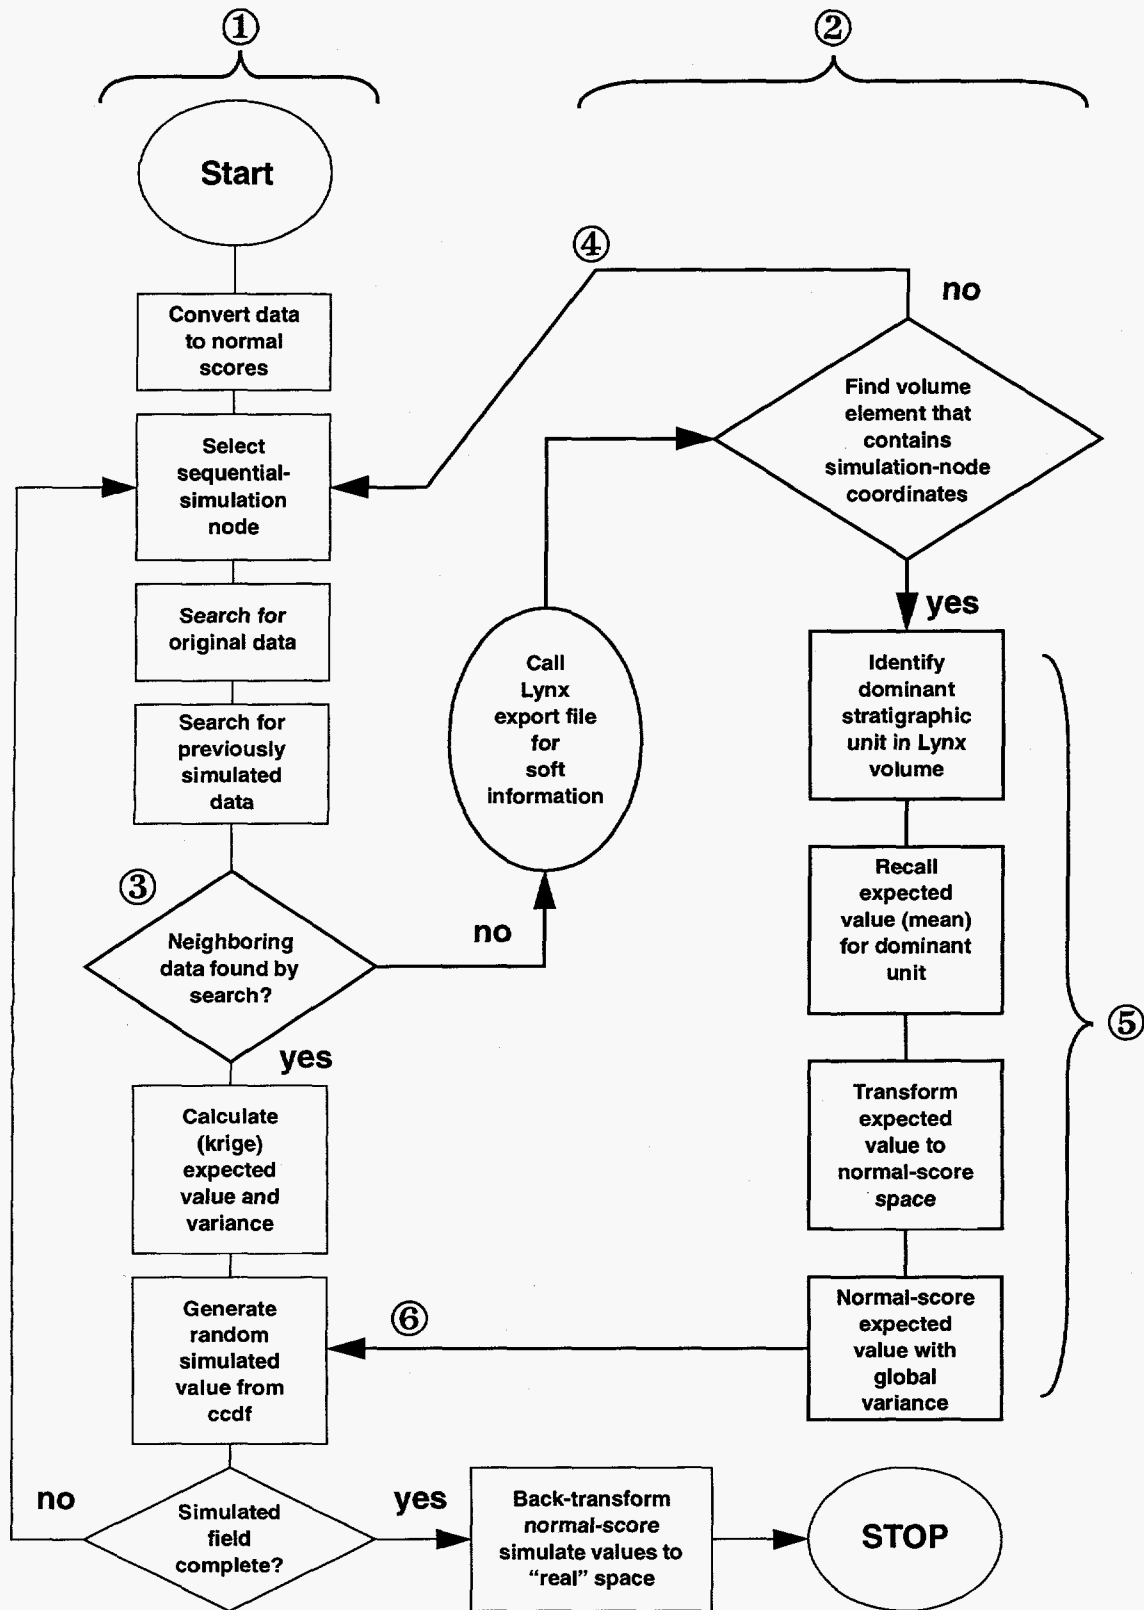 ①
②
Start
④
no
Convert data
to normal
scores
Find volume
element that
contains
simulation-node
coordinates
Select
sequential-
simulation
node
yes
Search for
original data
Call
Lynx
export file
for
soft
information
Identify
dominant
stratigraphic
unit in Lynx
volume
Search for
previously
simulated
data
③
Neighboring
data found by
search?
no
yes
Recall
expected
value (mean)
for dominant
unit
⑤
Calculate
(krige)
expected
value and
variance
Transform
expected
value to
normal-score
space
Generate
random
simulated
value from
ccdf
⑥
Normal-score
expected
value with
global
variance
no
Simulated
field
complete?
yes
Back-transform
normal-score
simulate values to
“real” space
STOP